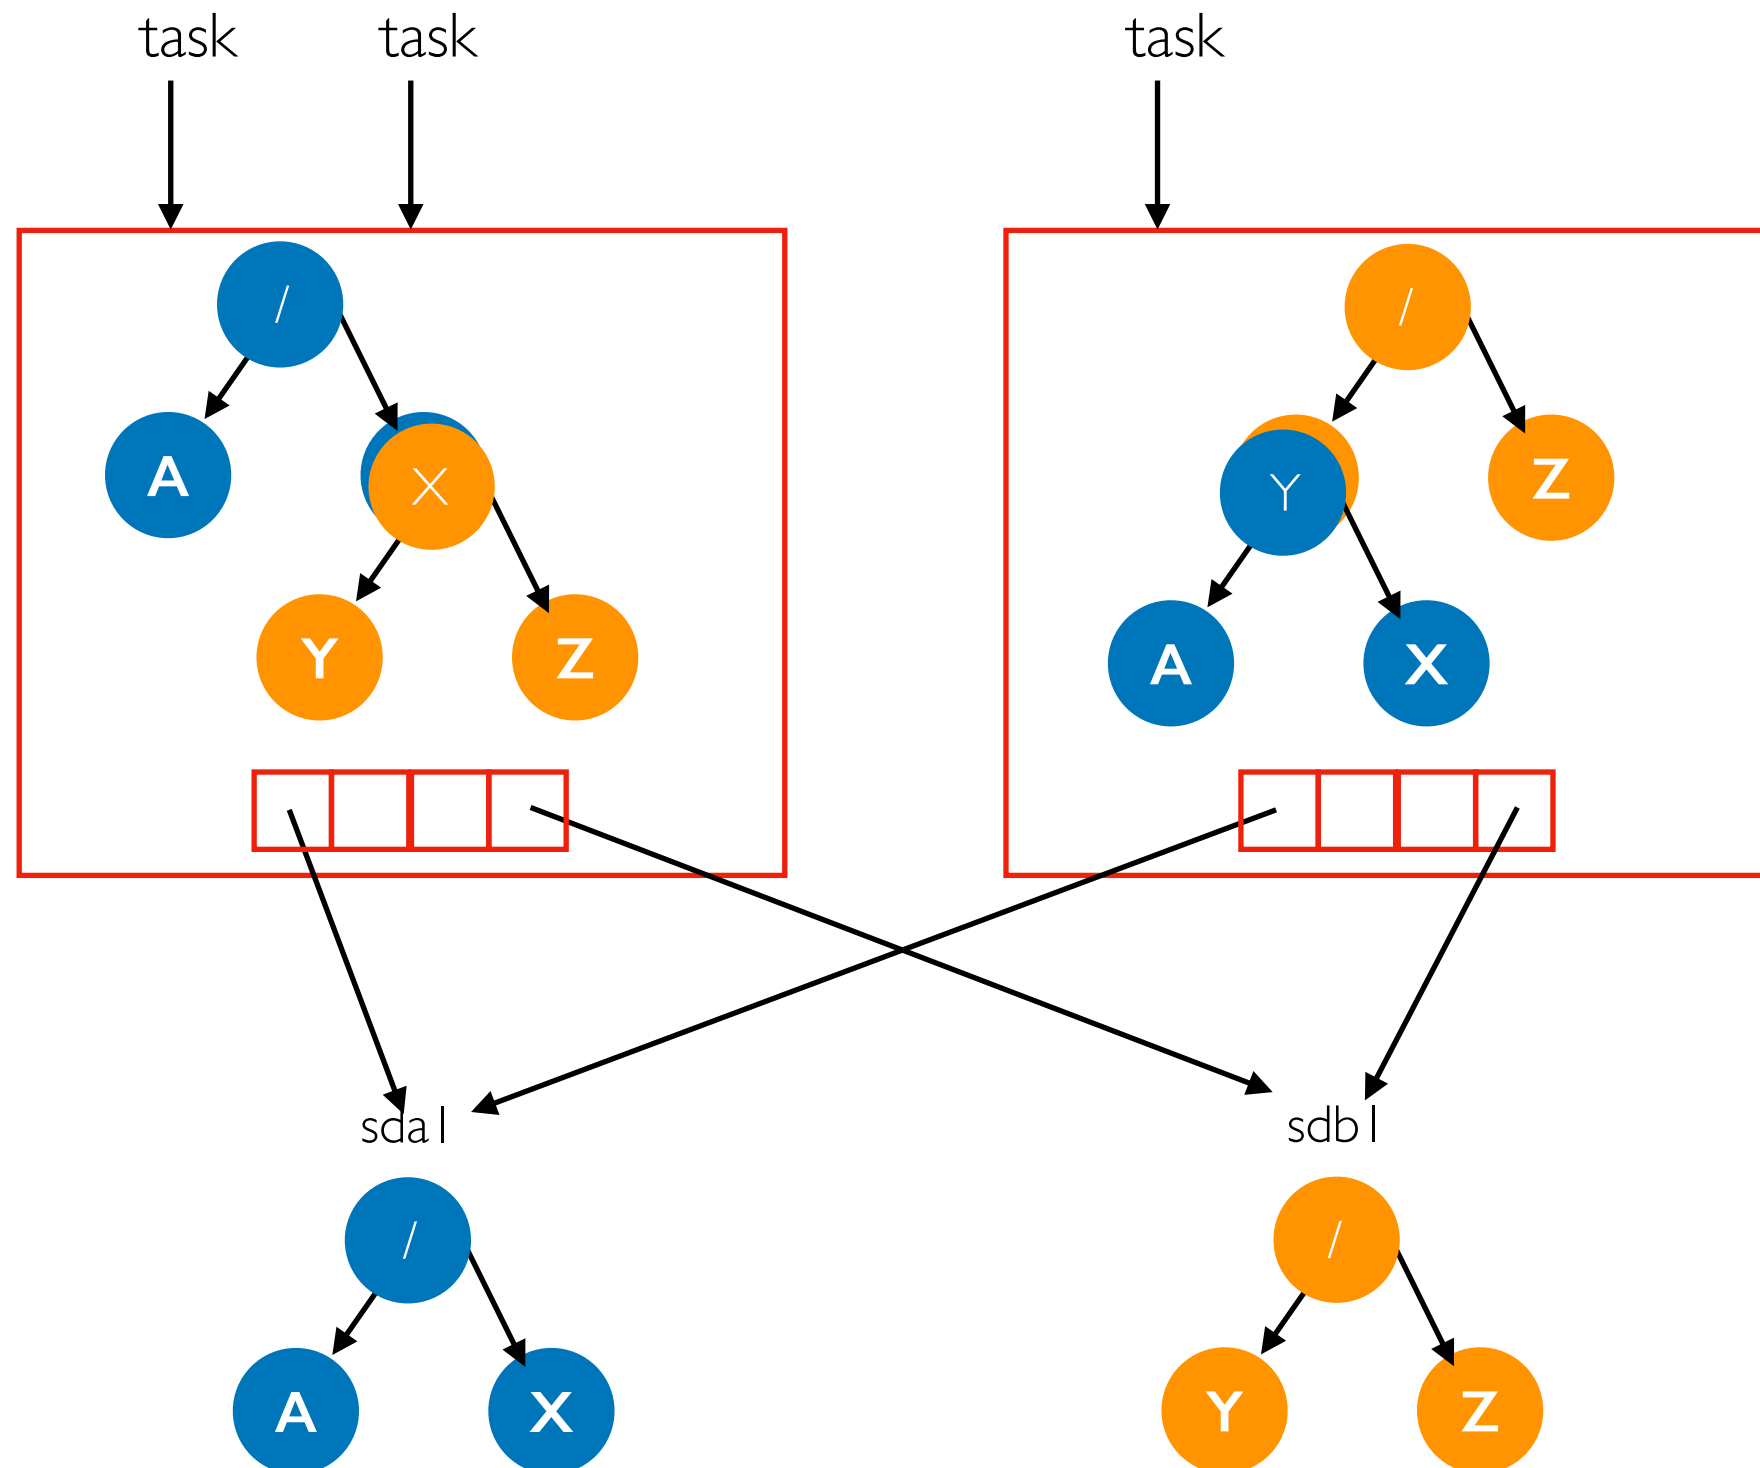 task task task
/ /
A X Y Z
Y Z A X
sda1 sdb1
/ /
A X Y Z